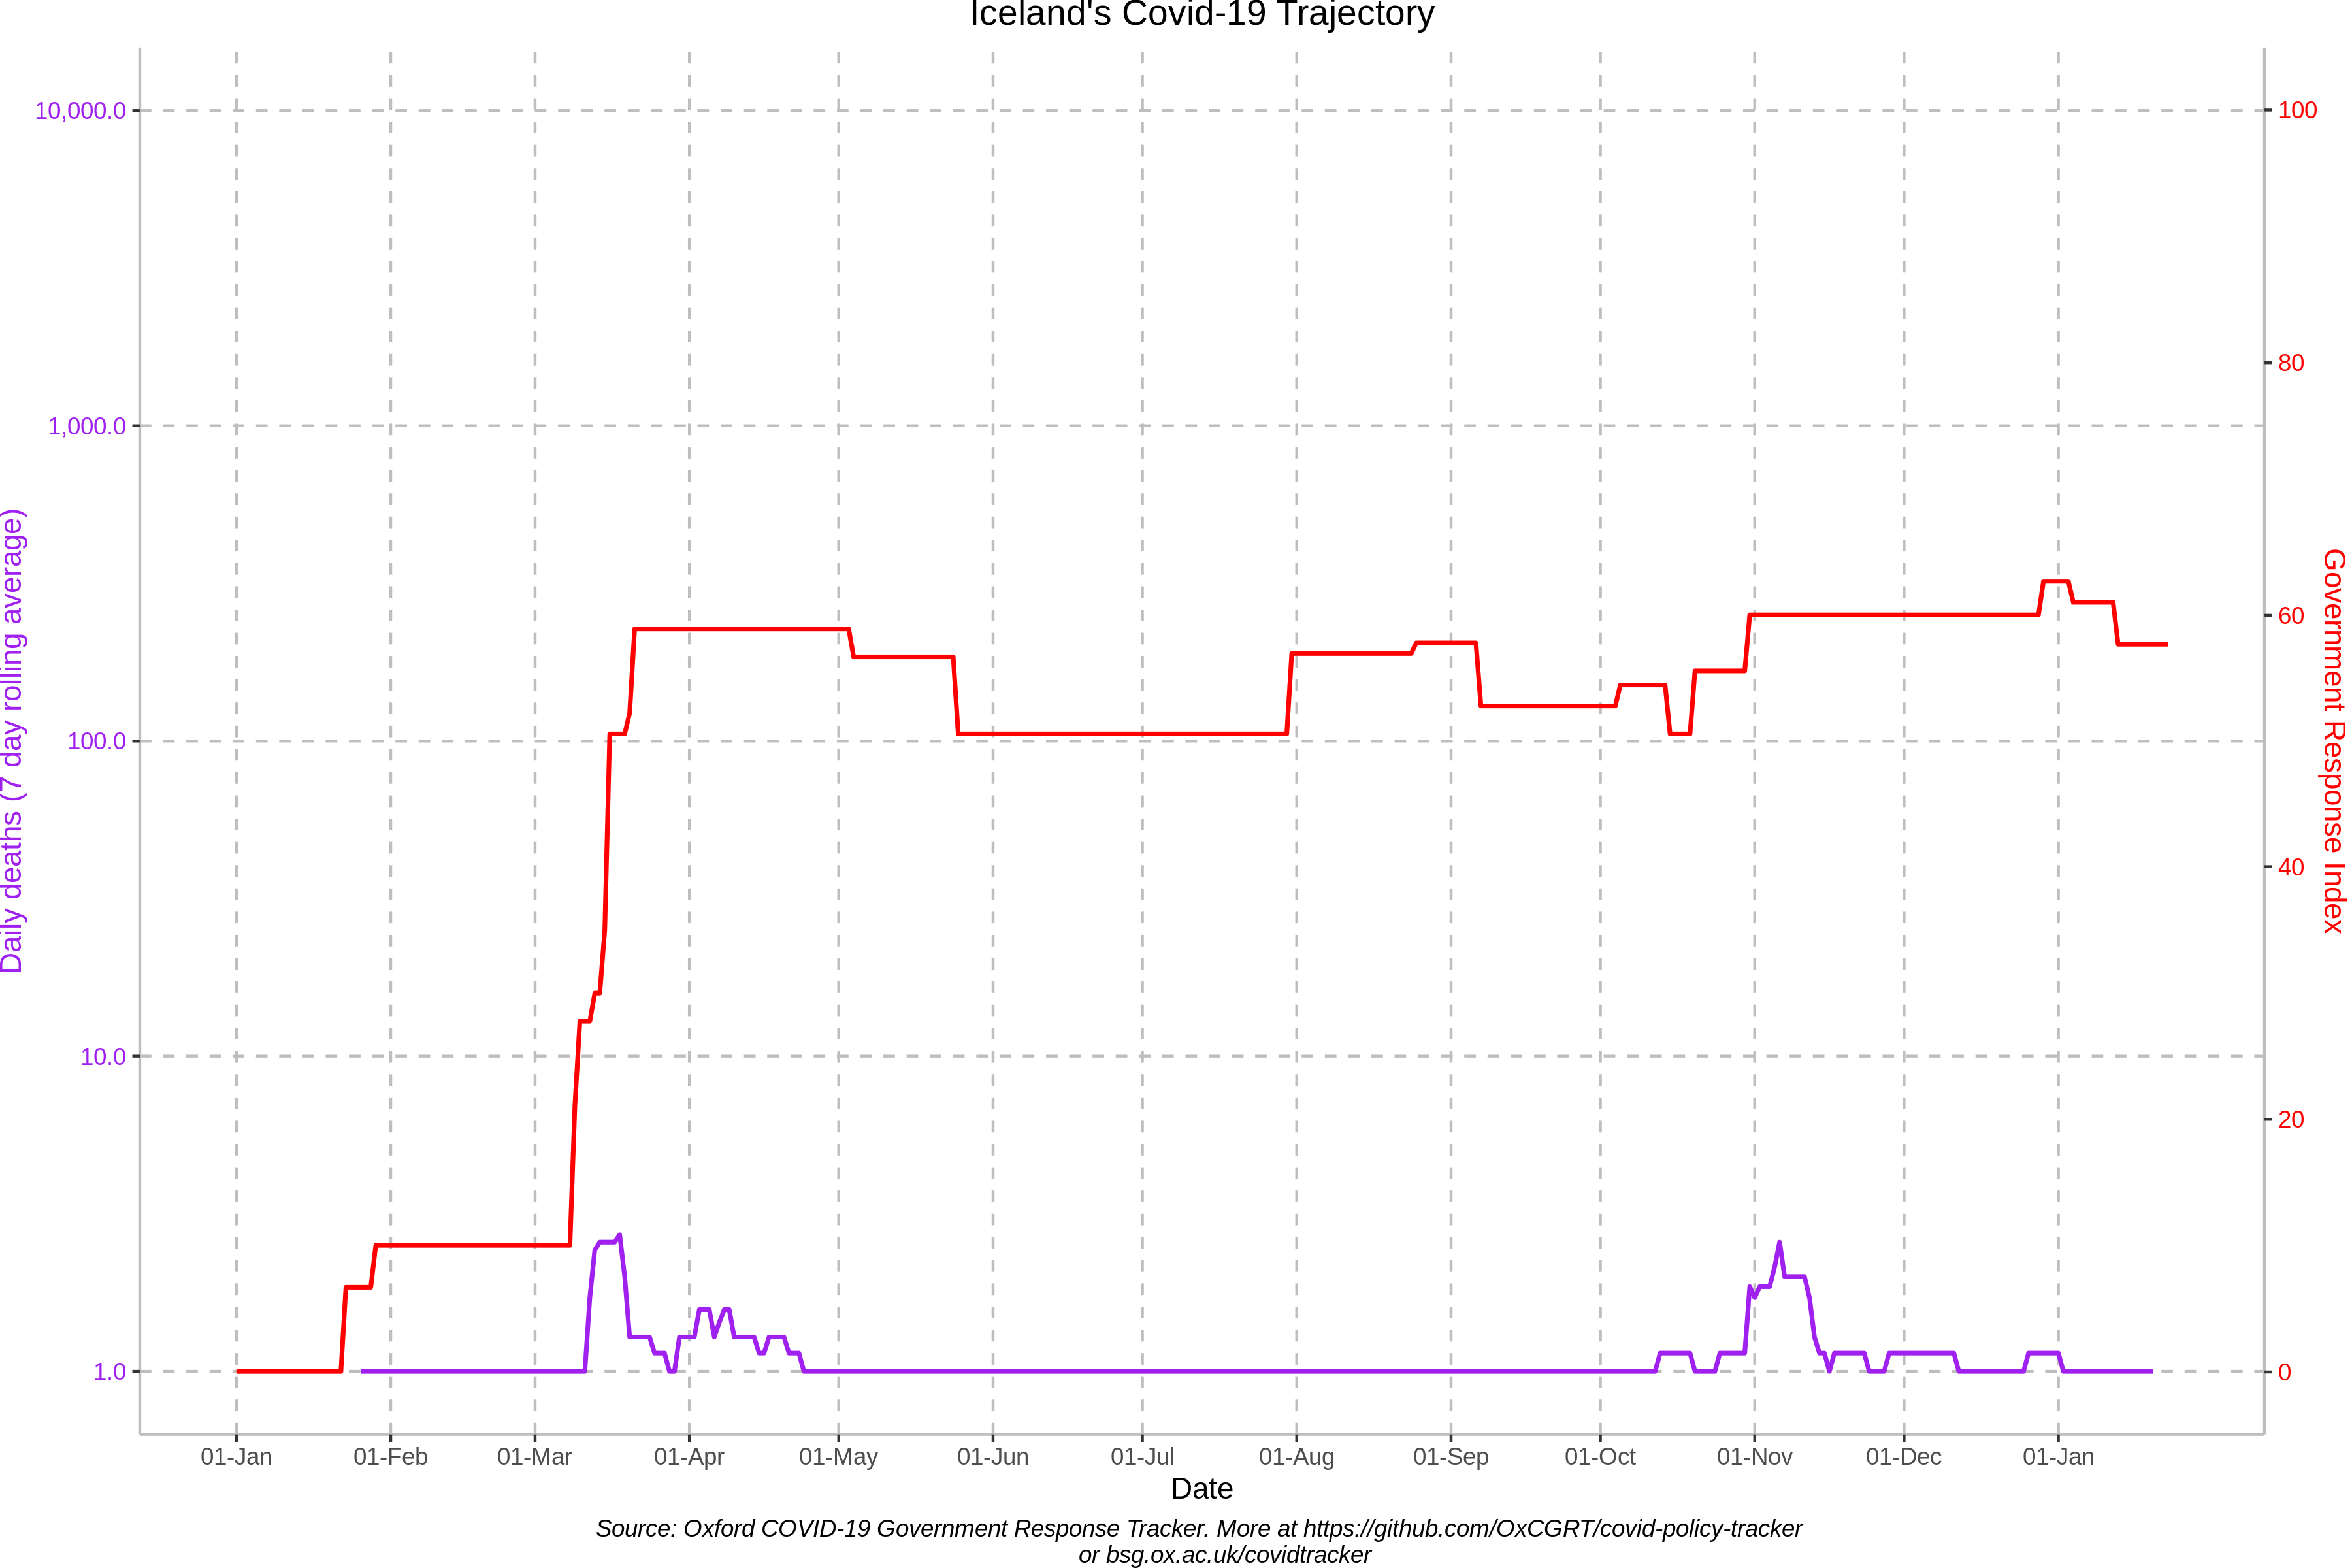 Iceland's Covid-19 Trajectory
10,000.0
1,000.0
100.0
10.0
1.0
Daily deaths (7 day rolling average)
100
80
60
40
20
0
Government Response Index
01-Jan 01-Feb 01-Mar 01-Apr 01-May 01-Jun 01-Jul 01-Aug 01-Sep 01-Oct 01-Nov 01-Dec 01-Jan
Date
Source: Oxford COVID-19 Government Response Tracker. More at https://github.com/OxCGRT/covid-policy-tracker
or bsg.ox.ac.uk/covidtracker